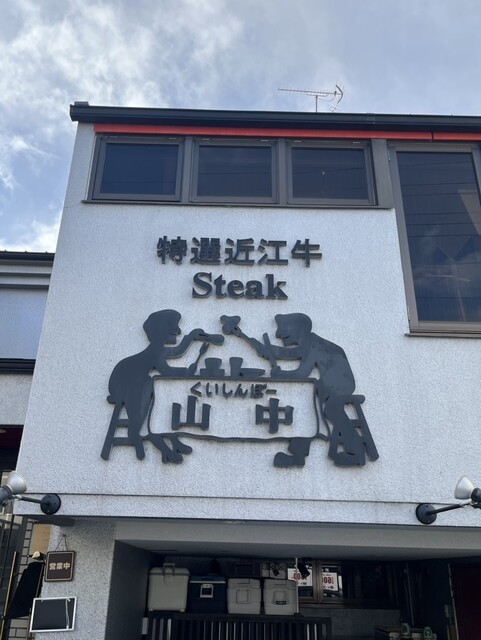 特選近江牛
Steak
くいしんぼー
山中
営業中